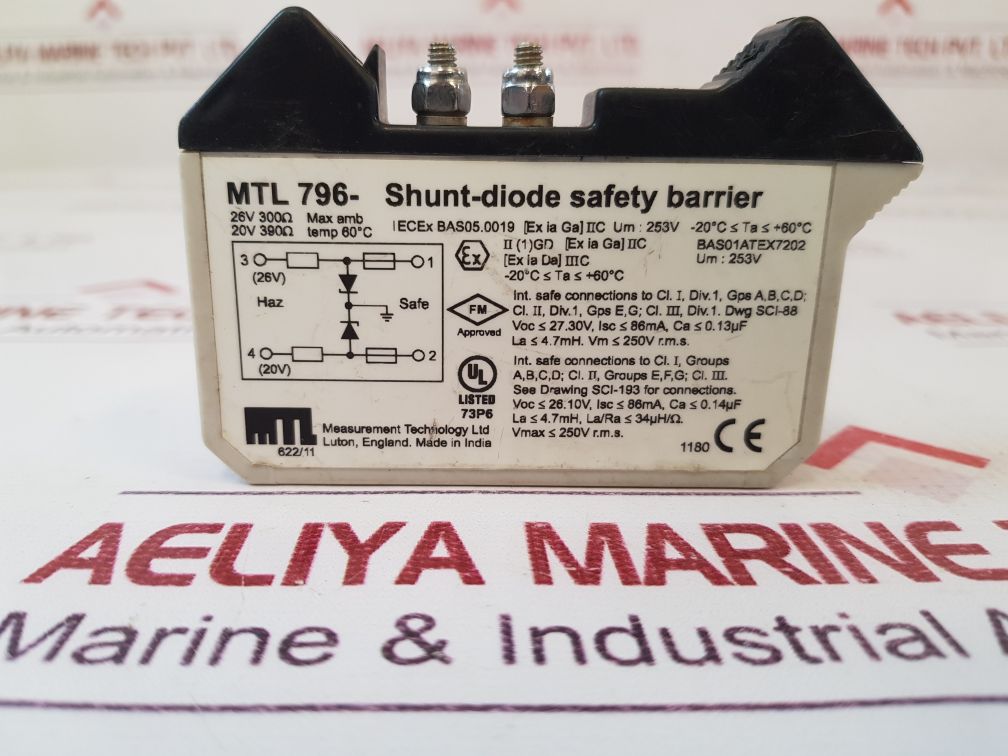 MTL 796- Shunt-diode safety barrier
26V 300Ω Max amb
20V 390Ω temp 60°C
IECEx BAS05.0019 [Ex ia Ga] IIC Um : 253V -20°C ≤ Ta ≤ +60°C
II (1)GD [Ex ia Ga] IIC BAS01ATEX7202
[Ex ia Da] IIIC Um : 253V
-20°C ≤ Ta ≤ +60°C
3 1
(26V)
Haz Safe
4 2
(20V)
Ex
FM
Approved
Int. safe connections to Cl. I, Div.1, Gps A,B,C,D;
Cl. II, Div.1, Gps E,G; Cl. III, Div.1. Dwg SCI-88
Voc ≤ 27.30V, Isc ≤ 86mA, Ca ≤ 0.13µF
La ≤ 4.7mH. Vm ≤ 250V r.m.s.
UL
LISTED
73P6
Int. safe connections to Cl. I, Groups
A,B,C,D; Cl. II, Groups E,F,G; Cl. III.
See Drawing SCI-193 for connections.
Voc ≤ 26.10V, Isc ≤ 86mA, Ca ≤ 0.14µF
La ≤ 4.7mH, La/Ra ≤ 34µH/Ω.
Vmax ≤ 250V r.m.s.
MTL Measurement Technology Ltd
Luton, England. Made in India
622/11
1180 CE
AELIYA MARINE
Marine & Industrial